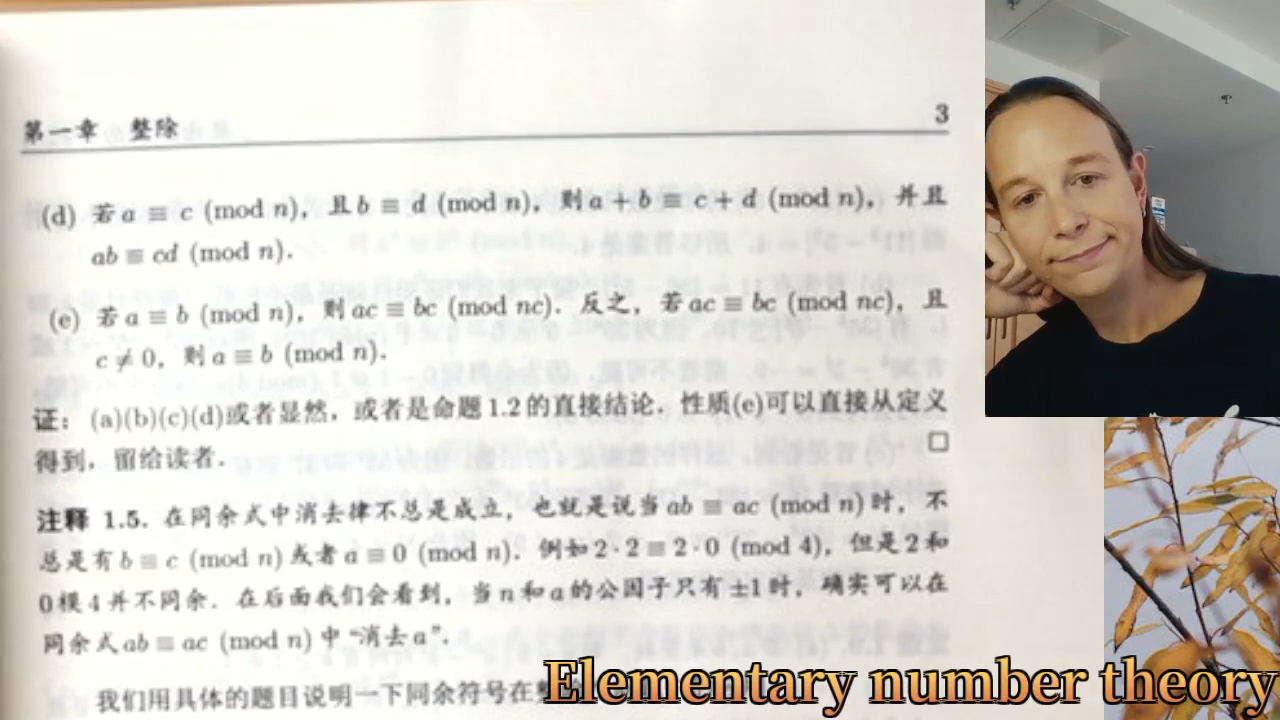 第一章 整除 3
(d) 若 a ≡ c (mod n)，且 b ≡ d (mod n)，则 a + b ≡ c + d (mod n)，并且
ab ≡ cd (mod n)．
(e) 若 a ≡ b (mod n)，则 ac ≡ bc (mod nc)．反之，若 ac ≡ bc (mod nc)，且
c ≠ 0，则 a ≡ b (mod n)．
证：(a)(b)(c)(d)或者显然，或者是命题 1.2 的直接结论．性质(e)可以直接从定义
得到，留给读者． □
注释 1.5．在同余式中消去律不总是成立，也就是说当 ab ≡ ac (mod n) 时，不
总是有 b ≡ c (mod n) 或者 a ≡ 0 (mod n)．例如 2 · 2 ≡ 2 · 0 (mod 4)，但是 2 和
0 模 4 并不同余．在后面我们会看到，当 n 和 a 的公因子只有 ±1 时，确实可以在
同余式 ab ≡ ac (mod n) 中 “消去 a”．
我们用具体的题目说明一下同余符号在整
Elementary number theory